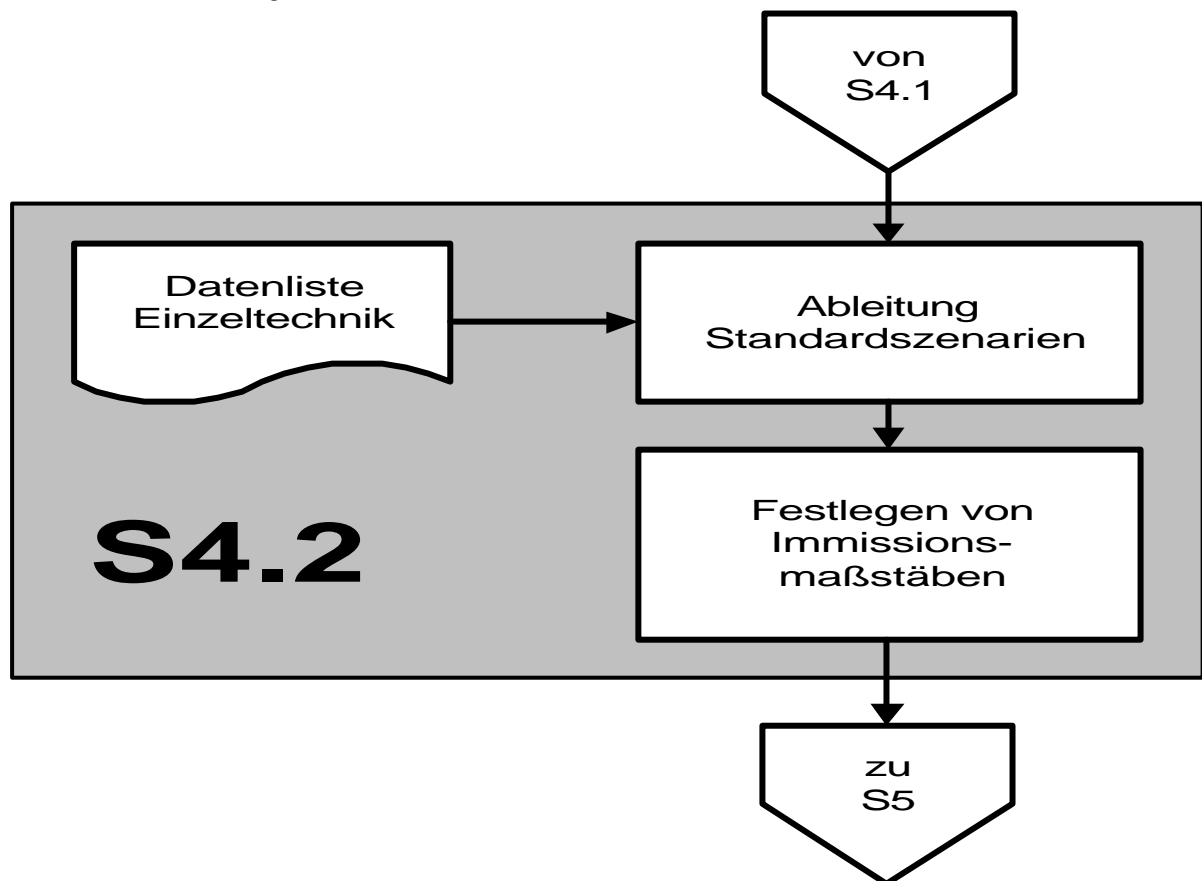 von
S4.1
Datenliste
Einzeltechnik
Ableitung
Standardszenarien
Festlegen von
Immissions-
maßstäben
S4.2
zu
S5